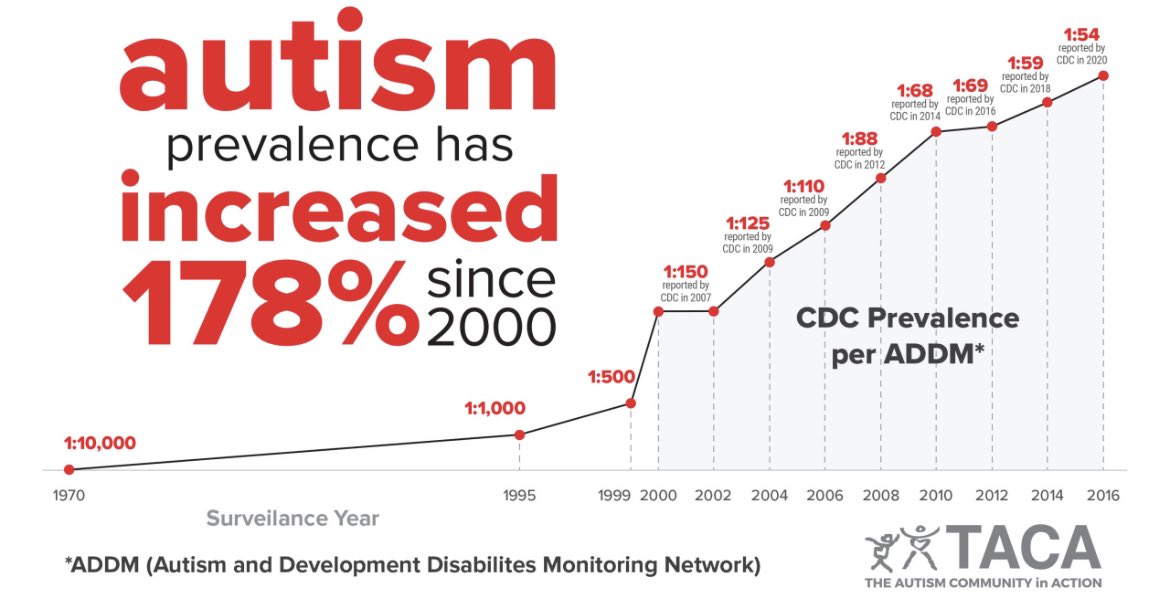 autism
prevalence has
increased
178% since
2000
1:10,000
1:1,000
1:500
1:150
reported by
CDC in 2007
1:125
reported by
CDC in 2009
1:110
reported by
CDC in 2009
1:88
reported by
CDC in 2012
1:68
reported by
CDC in 2014
1:69
reported by
CDC in 2016
1:59
reported by
CDC in 2018
1:54
reported by
CDC in 2020
CDC Prevalence
per ADDM*
1970 1995 1999 2000 2002 2004 2006 2008 2010 2012 2014 2016
Surveilance Year
*ADDM (Autism and Development Disabilites Monitoring Network)
TACA
THE AUTISM COMMUNITY in ACTION